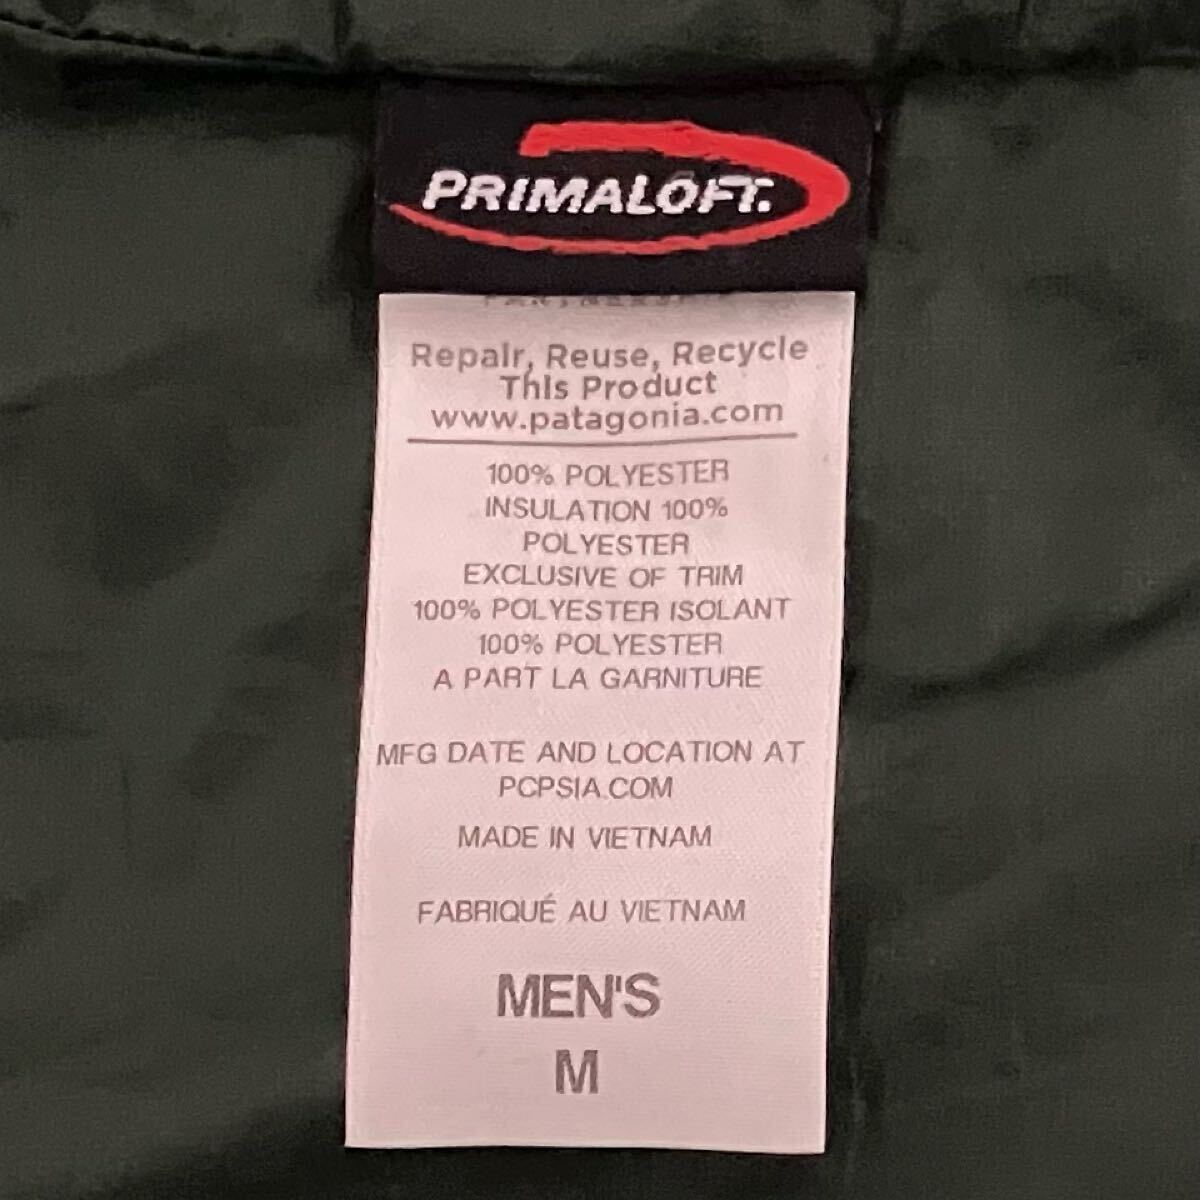 PRIMALOFT.
Repair, Reuse, Recycle
This Product
www.patagonia.com
100% POLYESTER
INSULATION 100%
POLYESTER
EXCLUSIVE OF TRIM
100% POLYESTER ISOLANT
100% POLYESTER
A PART LA GARNITURE
MFG DATE AND LOCATION AT
PCPSIA.COM
MADE IN VIETNAM
FABRIQUÉ AU VIETNAM
MEN'S
M